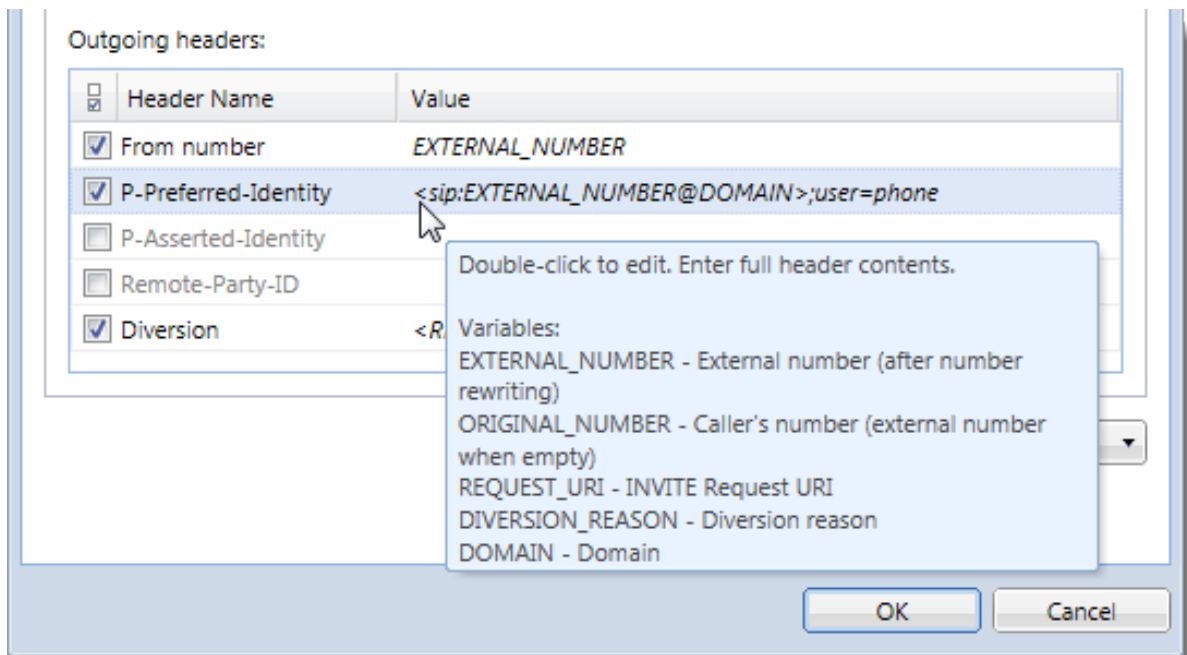 Outgoing headers:
Header Name Value
From number EXTERNAL_NUMBER
P-Preferred-Identity <sip:EXTERNAL_NUMBER@DOMAIN>;user=phone
P-Asserted-Identity
Remote-Party-ID
Diversion
Double-click to edit. Enter full header contents.
Variables:
EXTERNAL_NUMBER - External number (after number
rewriting)
ORIGINAL_NUMBER - Caller's number (external number
when empty)
REQUEST_URI - INVITE Request URI
DIVERSION_REASON - Diversion reason
DOMAIN - Domain
OK Cancel